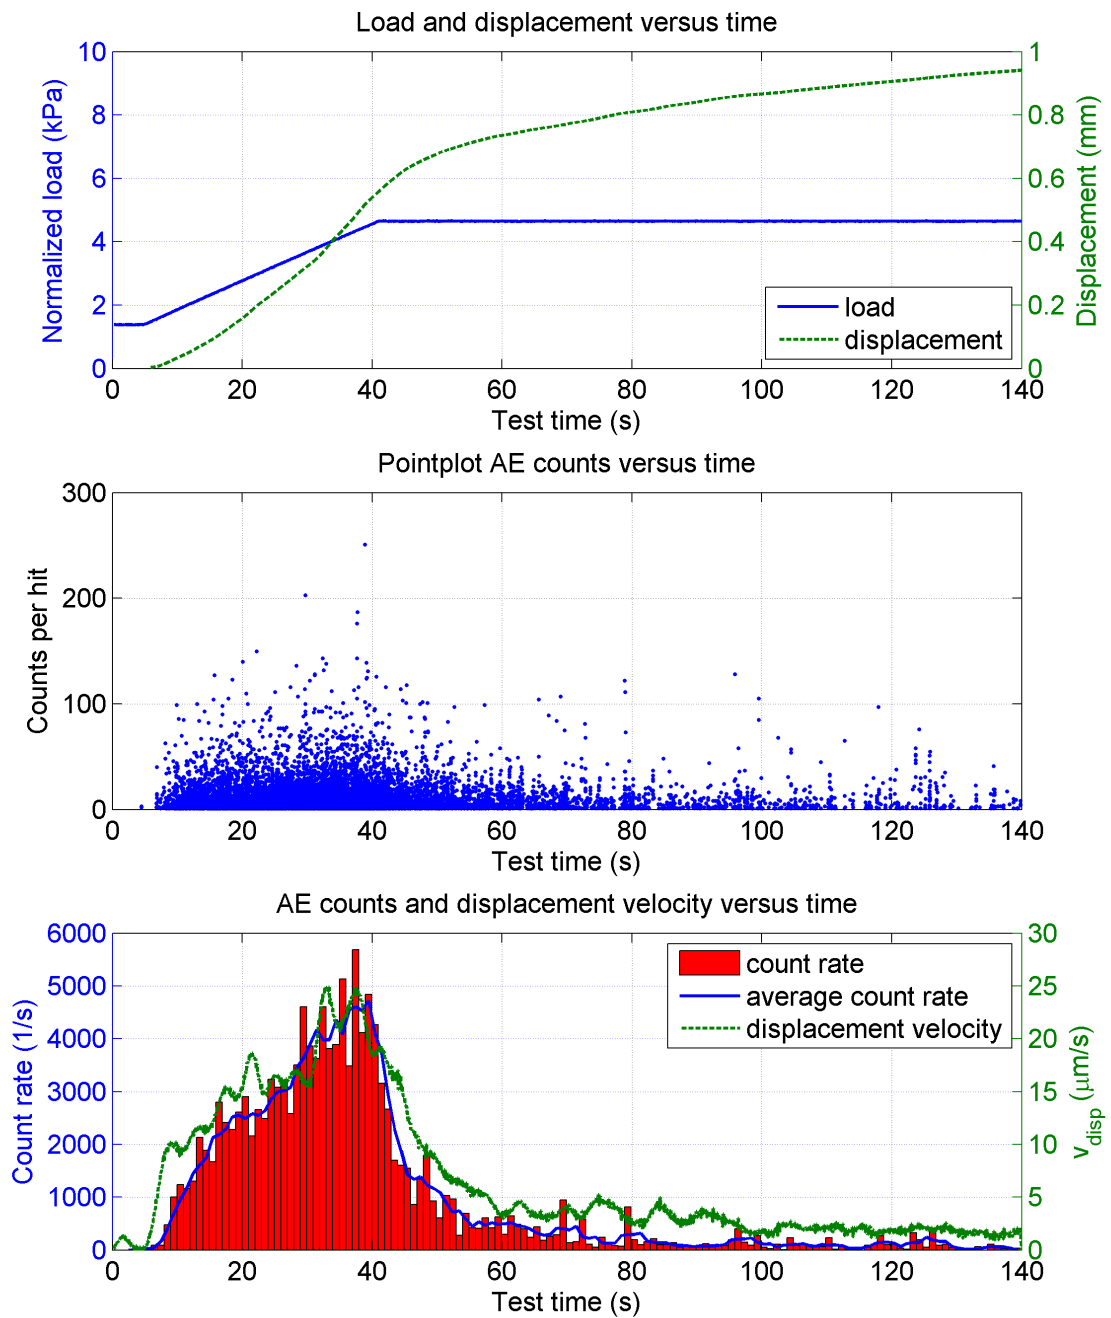 Load and displacement versus time
10
8
6
4
2
0
Normalized load (kPa)
1
0.8
0.6
0.4
0.2
0
Displacement (mm)
load
displacement
0 20 40 60 80 100 120 140
Test time (s)
Pointplot AE counts versus time
300
200
100
0
Counts per hit
0 20 40 60 80 100 120 140
Test time (s)
AE counts and displacement velocity versus time
6000
5000
4000
3000
2000
1000
0
Count rate (1/s)
30
25
20
15
10
5
0
v_disp (μm/s)
count rate
average count rate
displacement velocity
0 20 40 60 80 100 120 140
Test time (s)